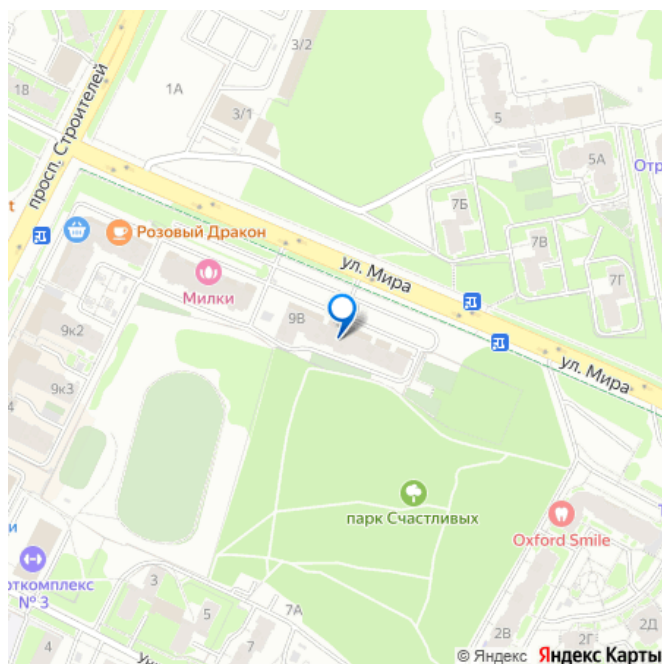 3/2
1А
1В
3/1
просп. Строителей
5
5А
Отр
7Б
7В
7Г
Розовый Дракон
ул. Мира
Милки
9В
9к2
9к3
4
ул. Мира
парк Счастливых
Oxford Smile
и
рткомплекс
№ 3
3
5
7А
7
4
2В
2Г
2Д
© Яндекс Яндекс Карты